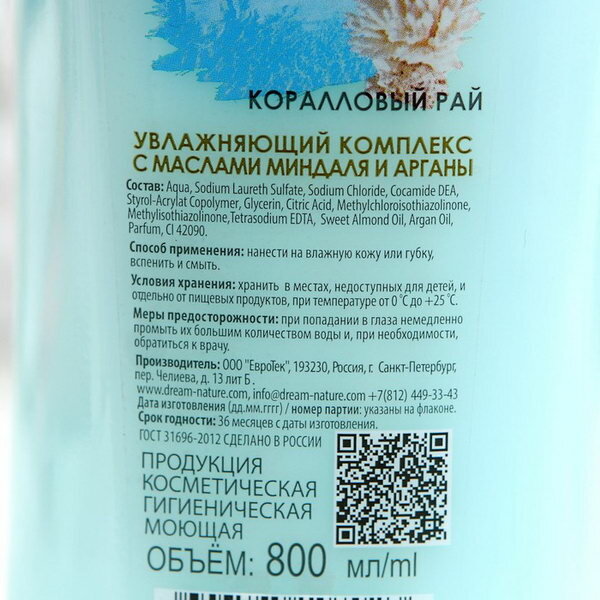 КОРАЛЛОВЫЙ РАЙ
УВЛАЖНЯЮЩИЙ КОМПЛЕКС
С МАСЛАМИ МИНДАЛЯ И АРГАНЫ
Состав: Aqua, Sodium Laureth Sulfate, Sodium Chloride, Cocamide DEA,
Styrol-Acrylat Copolymer, Glycerin, Citric Acid, Methylchloroisothiazolinone,
Methylisothiazolinone,Tetrasodium EDTA, Sweet Almond Oil, Argan Oil,
Parfum, CI 42090.
Способ применения: нанести на влажную кожу или губку,
вспенить и смыть.
Условия хранения: хранить в местах, недоступных для детей, и
отдельно от пищевых продуктов, при температуре от 0 ˚C до +25 ˚C.
Меры предосторожности: при попадании в глаза немедленно
промыть их большим количеством воды и, при необходимости,
обратиться к врачу.
Производитель: ООО "ЕвроТек", 193230, Россия, г. Санкт-Петербург,
пер. Челиева, д. 13 лит Б .
www.dream-nature.com, info@dream-nature.com +7(812) 449-33-43
Дата изготовления (дд.мм.гггг) / номер партии: указаны на флаконе.
Срок годности: 36 месяцев с даты изготовления.
ГОСТ 31696-2012 СДЕЛАНО В РОССИИ
ПРОДУКЦИЯ
КОСМЕТИЧЕСКАЯ
ГИГИЕНИЧЕСКАЯ
МОЮЩАЯ
ОБЪЁМ: 800 мл/ml